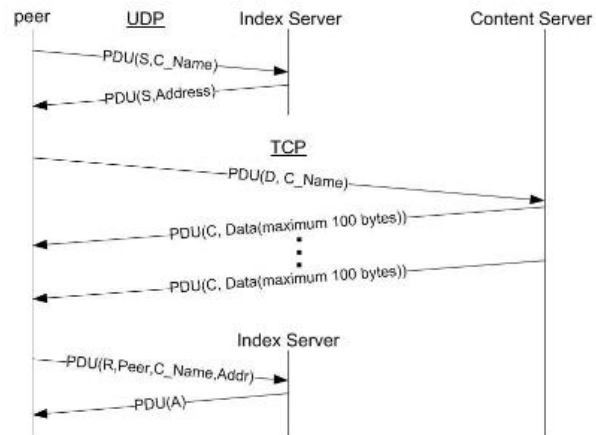 peer UDP Index Server Content Server
PDU(S,C_Name)
PDU(S,Address)
TCP
PDU(D, C_Name)
PDU(C, Data(maximum 100 bytes))
PDU(C, Data(maximum 100 bytes))
Index Server
PDU(R,Peer,C_Name,Addr)
PDU(A)